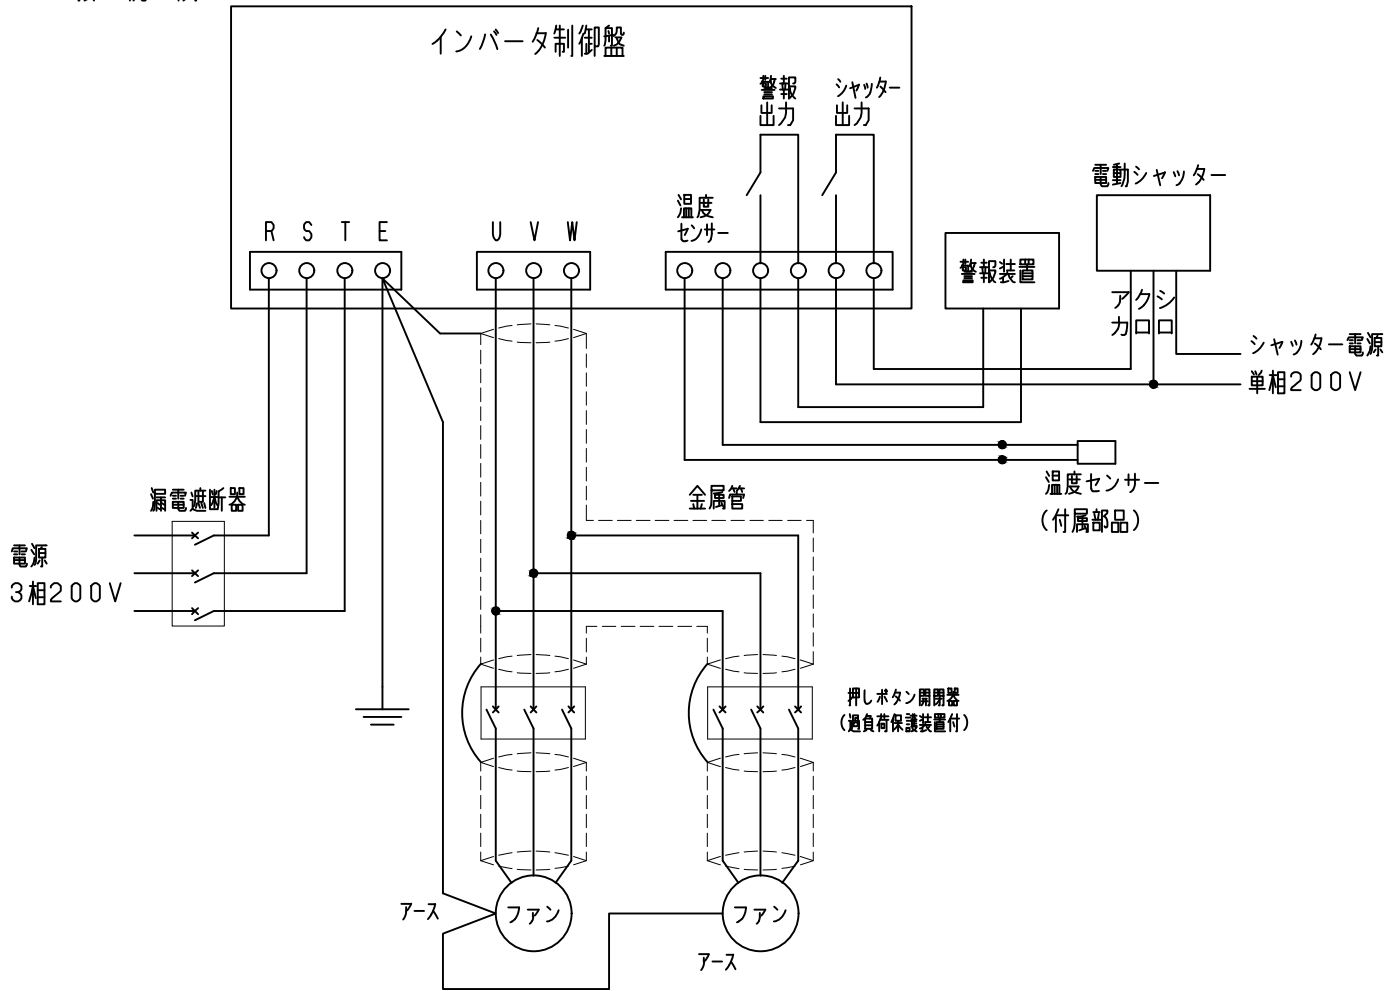 インバータ制御盤
警報
出力
シャッター
出力
電動シャッター
温度
センサー
R S T E
U V W
警報装置
アカ
クロ
シロ
シャッター電源
単相200V
温度センサー
(付属部品)
金属管
漏電遮断器
電源
3相200V
押しボタン開閉器
(過負荷保護装置付)
アース
ファン
ファン
アース